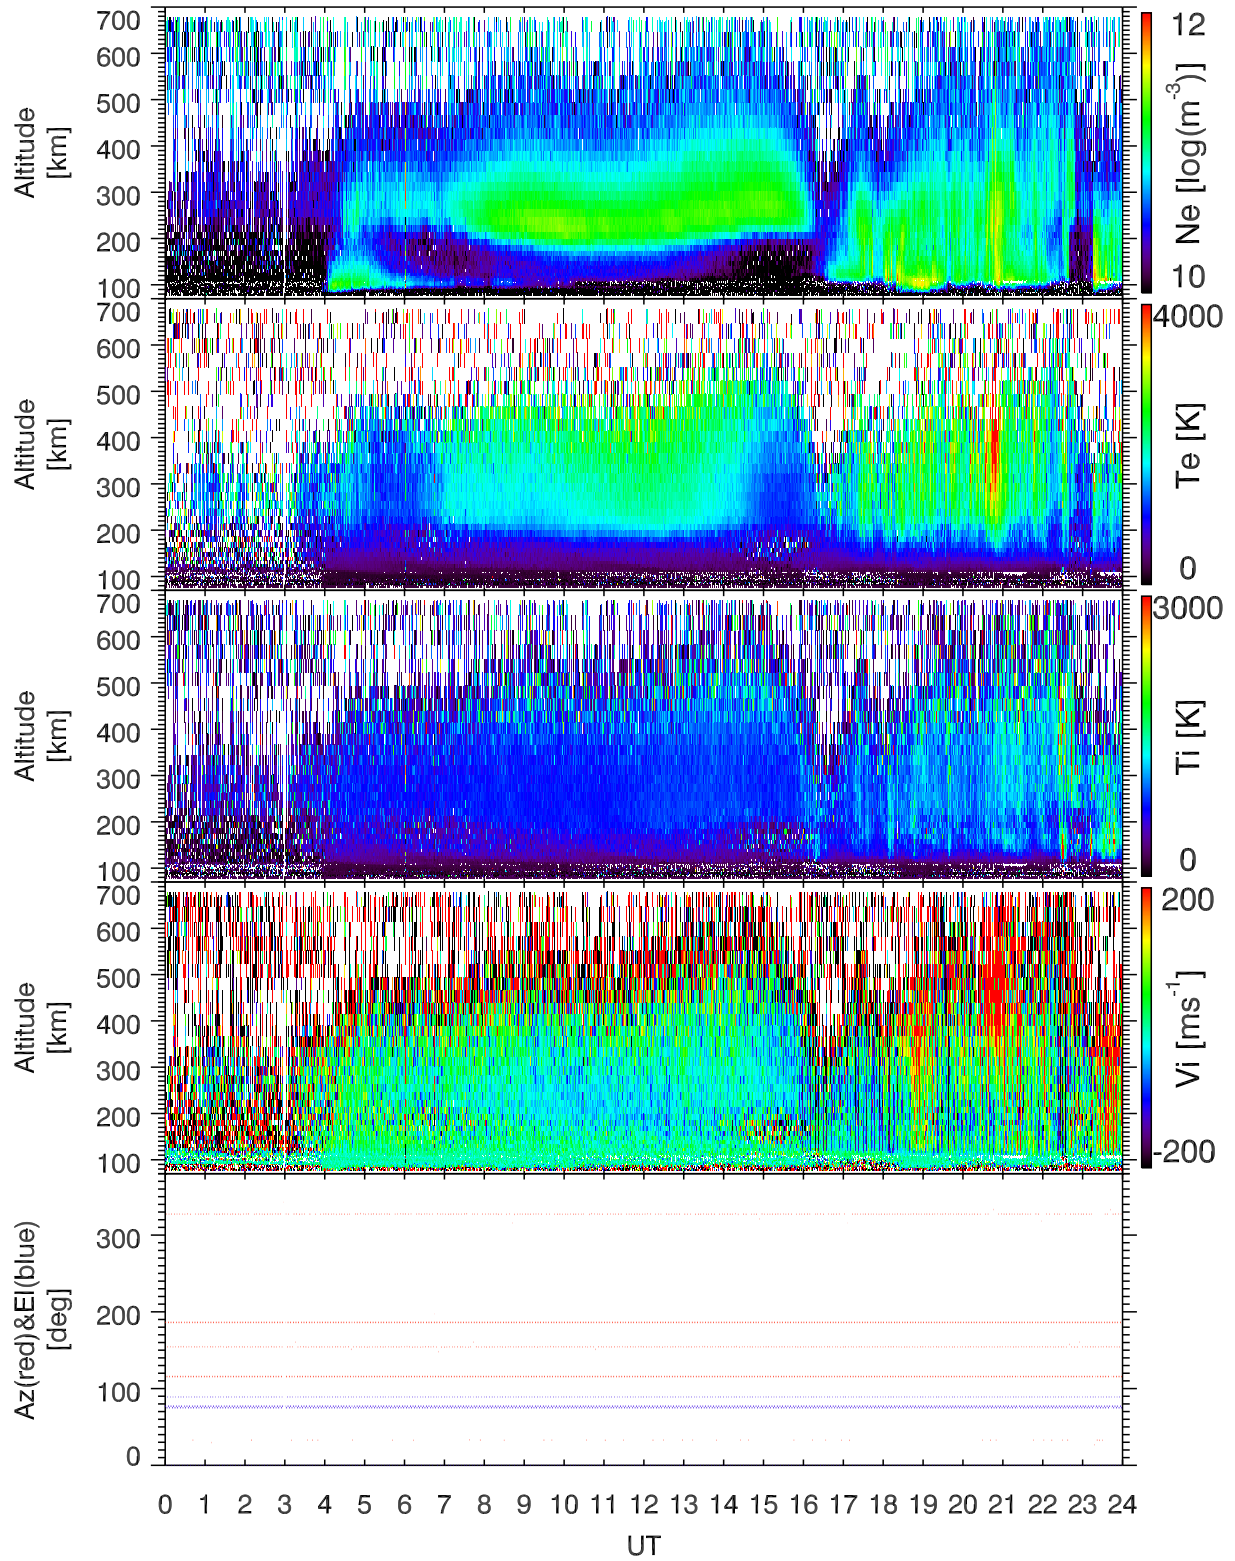 700
600
500
400
300
200
100
Altitude
[km]
12
Ne [log(m⁻³)]
10
700
600
500
400
300
200
100
Altitude
[km]
4000
Te [K]
0
700
600
500
400
300
200
100
Altitude
[km]
3000
Ti [K]
0
700
600
500
400
300
200
100
Altitude
[km]
200
Vi [ms⁻¹]
-200
300
200
100
0
Az(red)&El(blue)
[deg]
0 1 2 3 4 5 6 7 8 9 10 11 12 13 14 15 16 17 18 19 20 21 22 23 24
UT